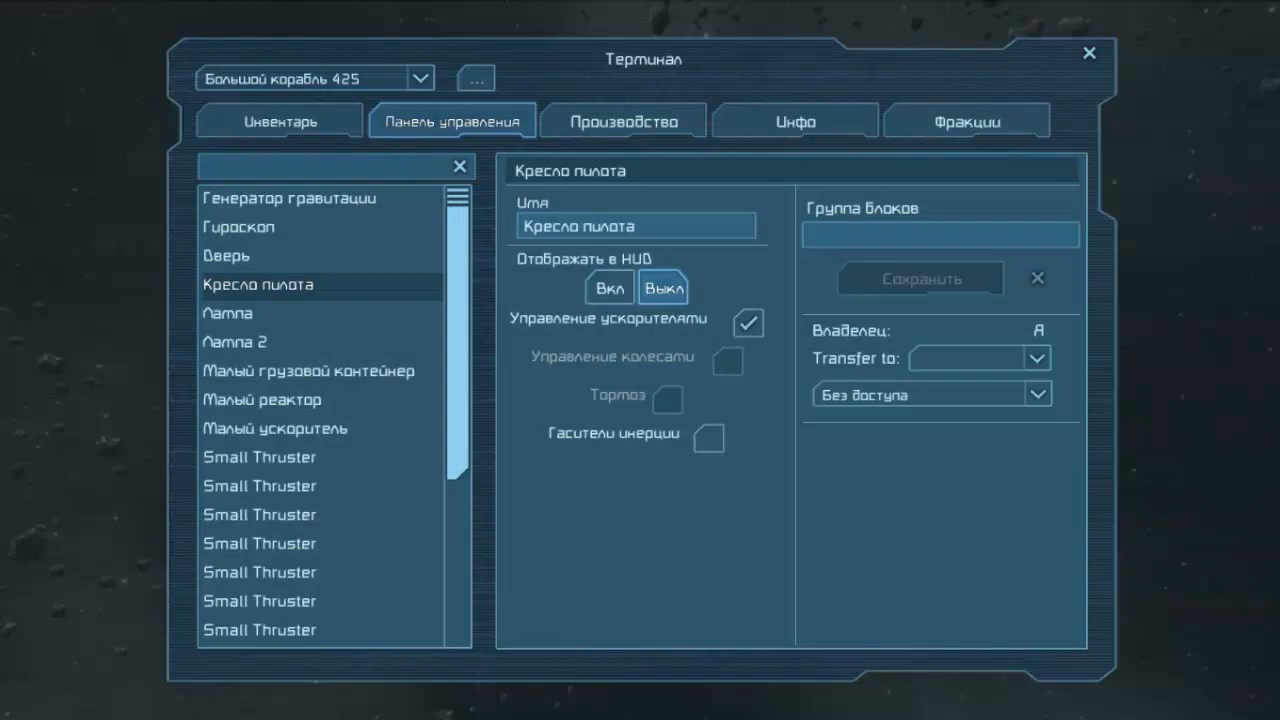 Терминал
Большой корабль 425
...
Инвентарь
Панель управления
Производство
Инфо
Фракции
Генератор гравитации
Гироскоп
Дверь
Кресло пилота
Лампа
Лампа 2
Малый грузовой контейнер
Малый реактор
Малый ускоритель
Small Thruster
Small Thruster
Small Thruster
Small Thruster
Small Thruster
Small Thruster
Small Thruster
Кресло пилота
Имя
Кресло пилота
Отображать в HUD
Вкл
Выкл
Управление ускорителями
Управление колесами
Тормоз
Гасители инерции
Группа блоков
Сохранить
Владелец: Я
Transfer to:
Без доступа